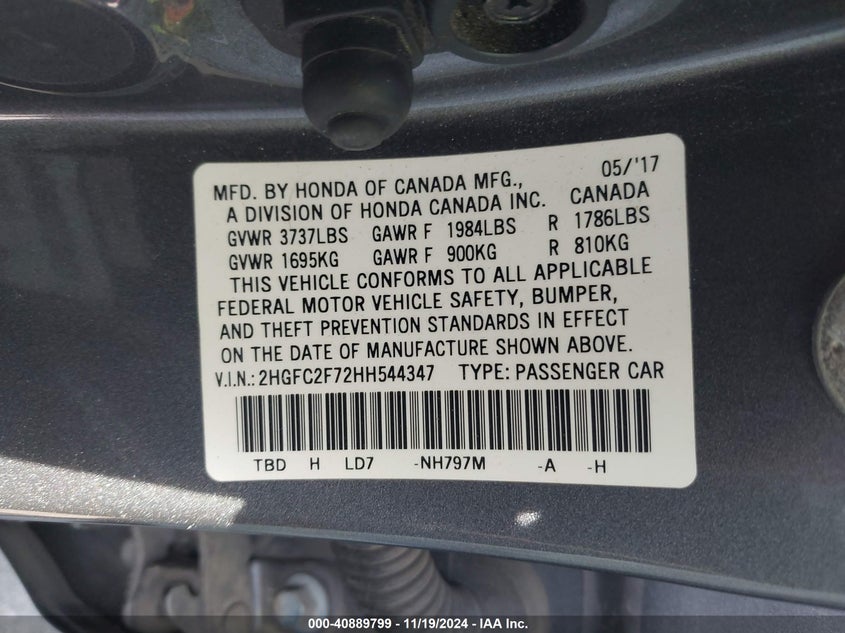 05/'17
MFD. BY HONDA OF CANADA MFG., CANADA
A DIVISION OF HONDA CANADA INC.
GVWR 3737LBS GAWR F 1984LBS R 1786LBS
GVWR 1695KG GAWR F 900KG R 810KG
THIS VEHICLE CONFORMS TO ALL APPLICABLE
FEDERAL MOTOR VEHICLE SAFETY, BUMPER,
AND THEFT PREVENTION STANDARDS IN EFFECT
ON THE DATE OF MANUFACTURE SHOWN ABOVE.
V.I.N.: 2HGFC2F72HH544347 TYPE: PASSENGER CAR
TBD H LD7 -NH797M -A -H
000-40889799 - 11/19/2024 - IAA Inc.